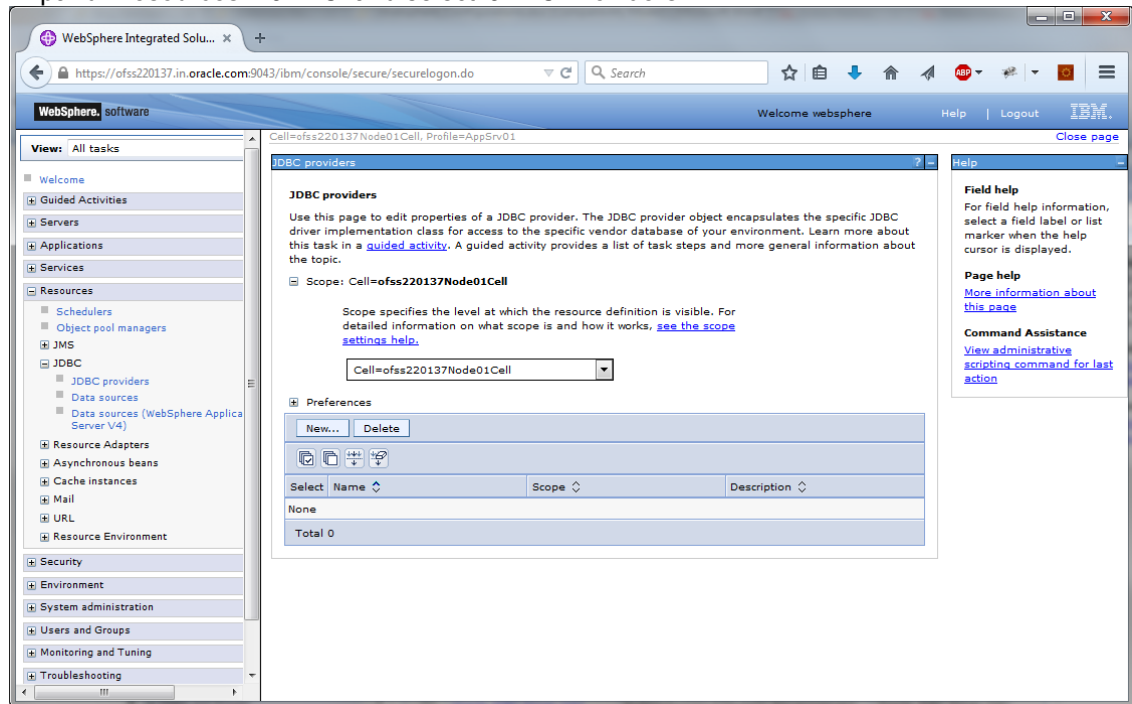 WebSphere Integrated Solu...
https://ofss220137.in.oracle.com:9043/ibm/console/secure/securelogon.do
Search
ABP
WebSphere. software
Welcome websphere
Help | Logout
IBM.
View: All tasks
Cell=ofss220137Node01Cell, Profile=AppSrv01
Close page
Welcome
Guided Activities
Servers
Applications
Services
Resources
Schedulers
Object pool managers
JMS
JDBC
JDBC providers
Data sources
Data sources (WebSphere Applica
Server V4)
Resource Adapters
Asynchronous beans
Cache instances
Mail
URL
Resource Environment
Security
Environment
System administration
Users and Groups
Monitoring and Tuning
Troubleshooting
JDBC providers
? -
JDBC providers
Use this page to edit properties of a JDBC provider. The JDBC provider object encapsulates the specific JDBC
driver implementation class for access to the specific vendor database of your environment. Learn more about
this task in a guided activity. A guided activity provides a list of task steps and more general information about
the topic.
Scope: Cell=ofss220137Node01Cell
Scope specifies the level at which the resource definition is visible. For
detailed information on what scope is and how it works, see the scope
settings help.
Cell=ofss220137Node01Cell
Preferences
New... Delete
Select Name Scope Description
None
Total 0
Help
Field help
For field help information,
select a field label or list
marker when the help
cursor is displayed.
Page help
More information about
this page
Command Assistance
View administrative
scripting command for last
action